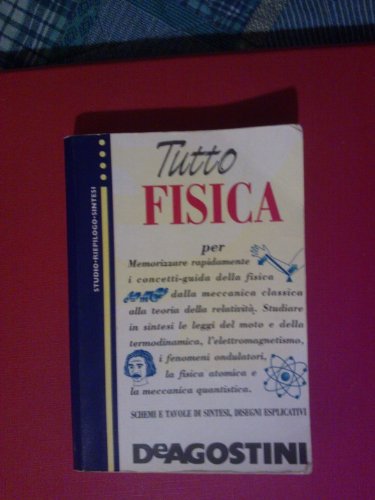 STUDIO-RIEPILOGO-SINTESI
Tutto
FISICA
per
Memorizzare rapidamente
i concetti-guida della fisica
dalla meccanica classica
alla teoria della relatività. Studiare
in sintesi le leggi del moto e della
termodinamica, l'elettromagnetismo,
i fenomeni ondulatori,
la fisica atomica e
la meccanica quantistica.
SCHEMI E TAVOLE DI SINTESI, DISEGNI ESPLICATIVI
DeAGOSTINI